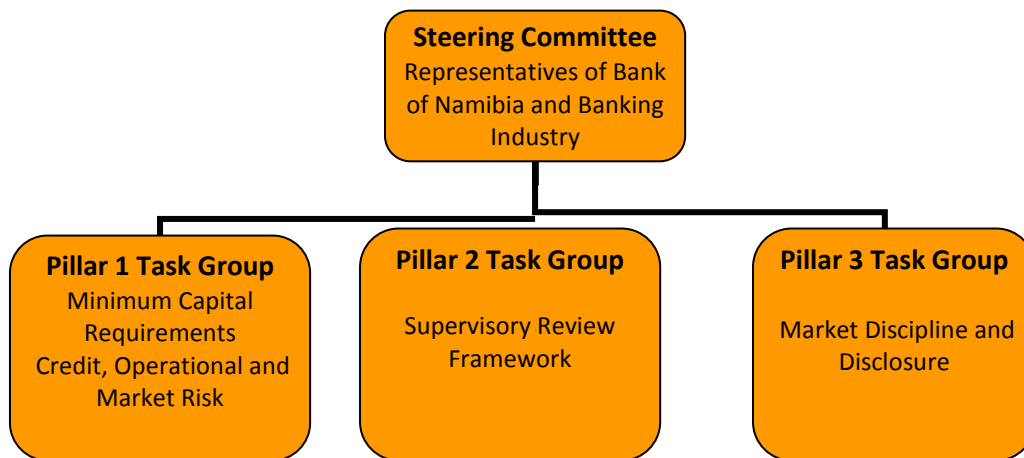 Steering Committee
Representatives of Bank
of Namibia and Banking
Industry
Pillar 1 Task Group
Minimum Capital
Requirements
Credit, Operational and
Market Risk
Pillar 2 Task Group
Supervisory Review
Framework
Pillar 3 Task Group
Market Discipline and
Disclosure